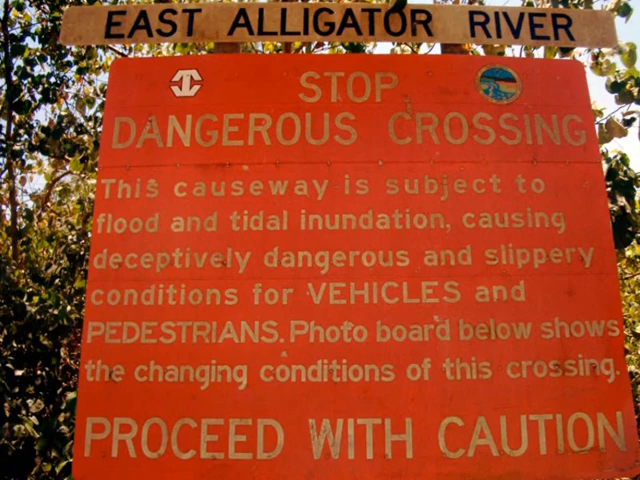 EAST ALLIGATOR RIVER
STOP
DANGEROUS CROSSING
This causeway is subject to
flood and tidal inundation, causing
deceptively dangerous and slippery
conditions for VEHICLES and
PEDESTRIANS. Photo board below shows
the changing conditions of this crossing.
PROCEED WITH CAUTION